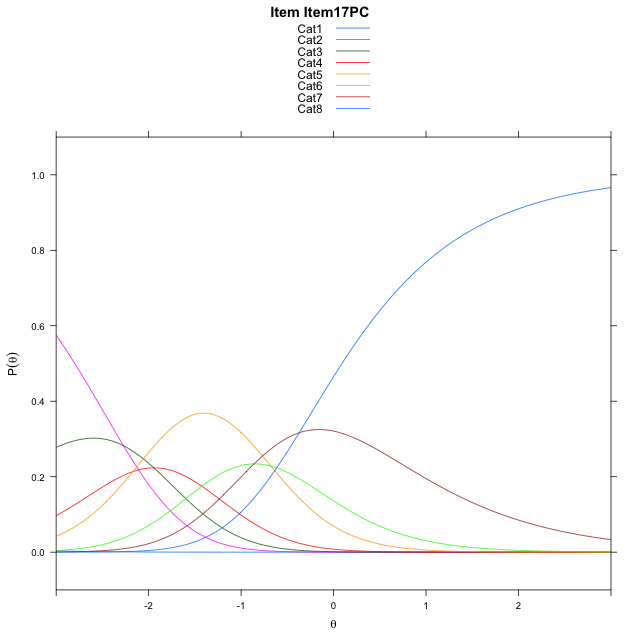 Item Item17PC
Cat1
Cat2
Cat3
Cat4
Cat5
Cat6
Cat7
Cat8
1.0
0.8
0.6
0.4
0.2
0.0
P(θ)
-2 -1 0 1 2
θ